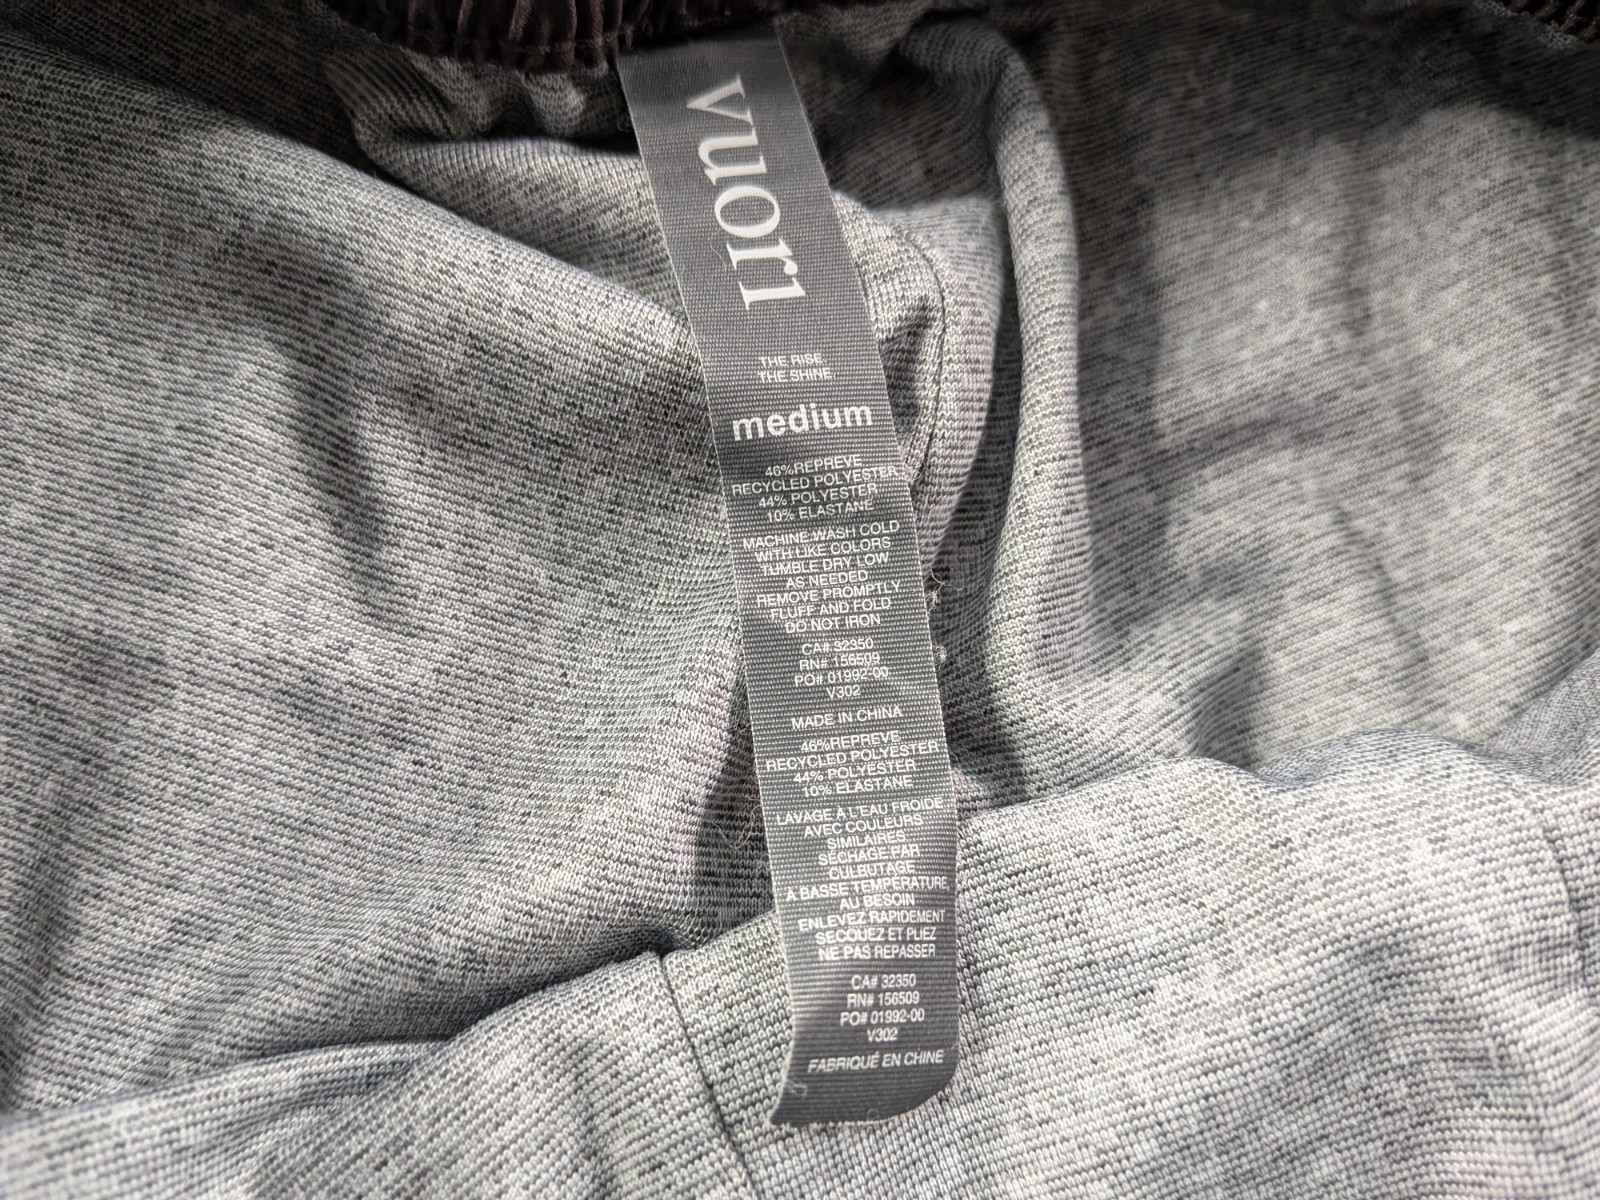 vuori
THE RISE
THE SHINE
medium
46%REPREVE
RECYCLED POLYESTER
44% POLYESTER
10% ELASTANE
MACHINE WASH COLD
WITH LIKE COLORS
TUMBLE DRY LOW
AS NEEDED
REMOVE PROMPTLY
FLUFF AND FOLD
DO NOT IRON
CA# 32350
RN# 156509
PO# 01992-00
V302
MADE IN CHINA
46%REPREVE
RECYCLED POLYESTER
44% POLYESTER
10% ELASTANE
LAVAGE À L'EAU FROIDE
AVEC COULEURS
SIMILAIRES
SÉCHAGE PAR
CULBUTAGE
A BASSE TEMPÉRATURE,
AU BESOIN
ENLEVEZ RAPIDEMENT
SECOUEZ ET PLIEZ
NE PAS REPASSER
CA# 32350
RN# 156509
PO# 01992-00
V302
FABRIQUÉ EN CHINE